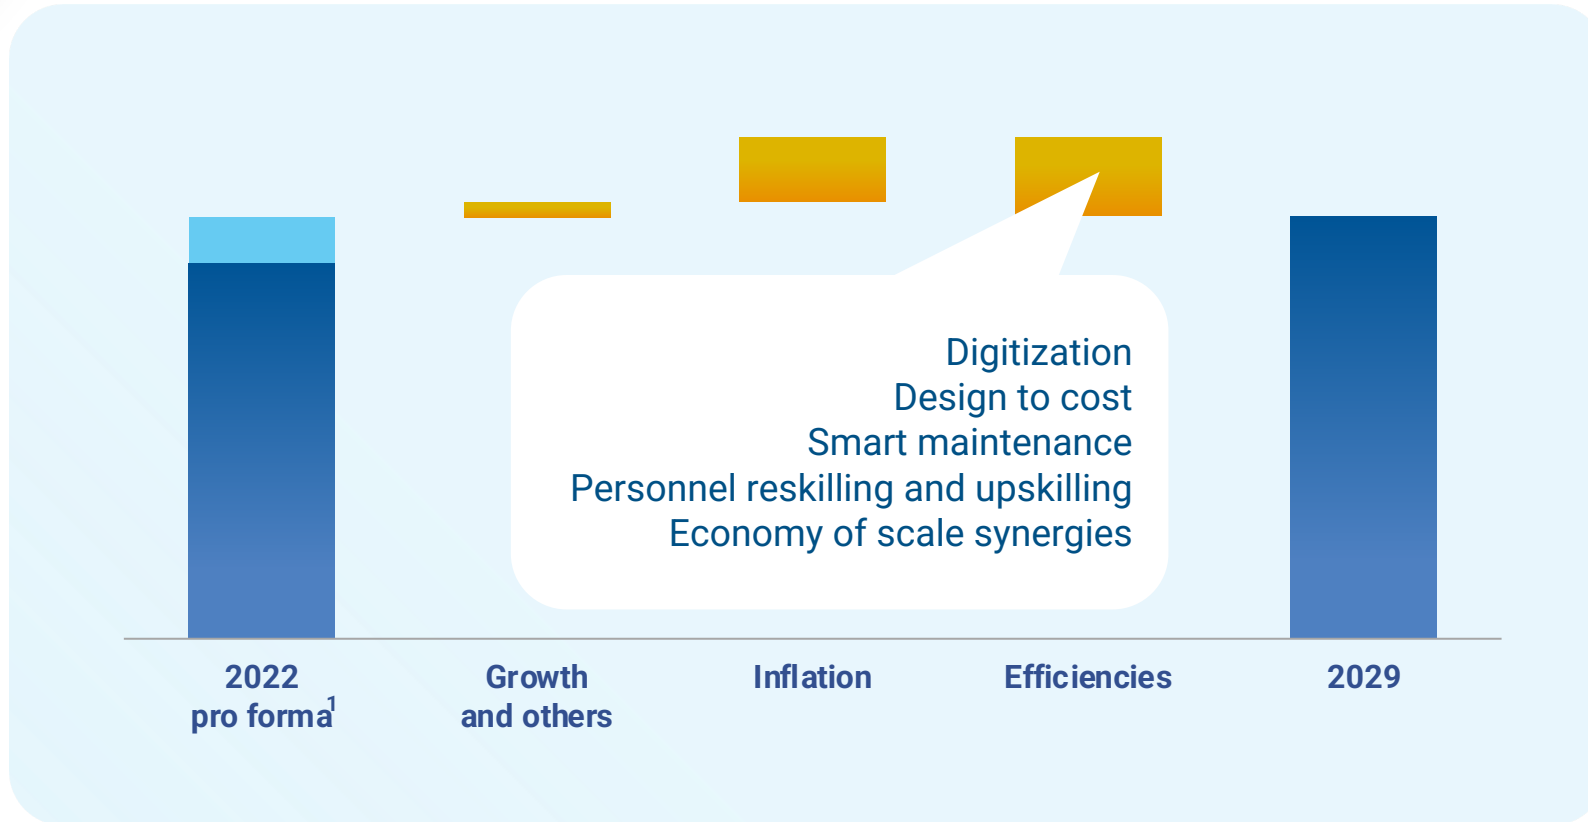 Digitization
Design to cost
Smart maintenance
Personnel reskilling and upskilling
Economy of scale synergies
2022
pro forma¹
Growth
and others
Inflation
Efficiencies
2029